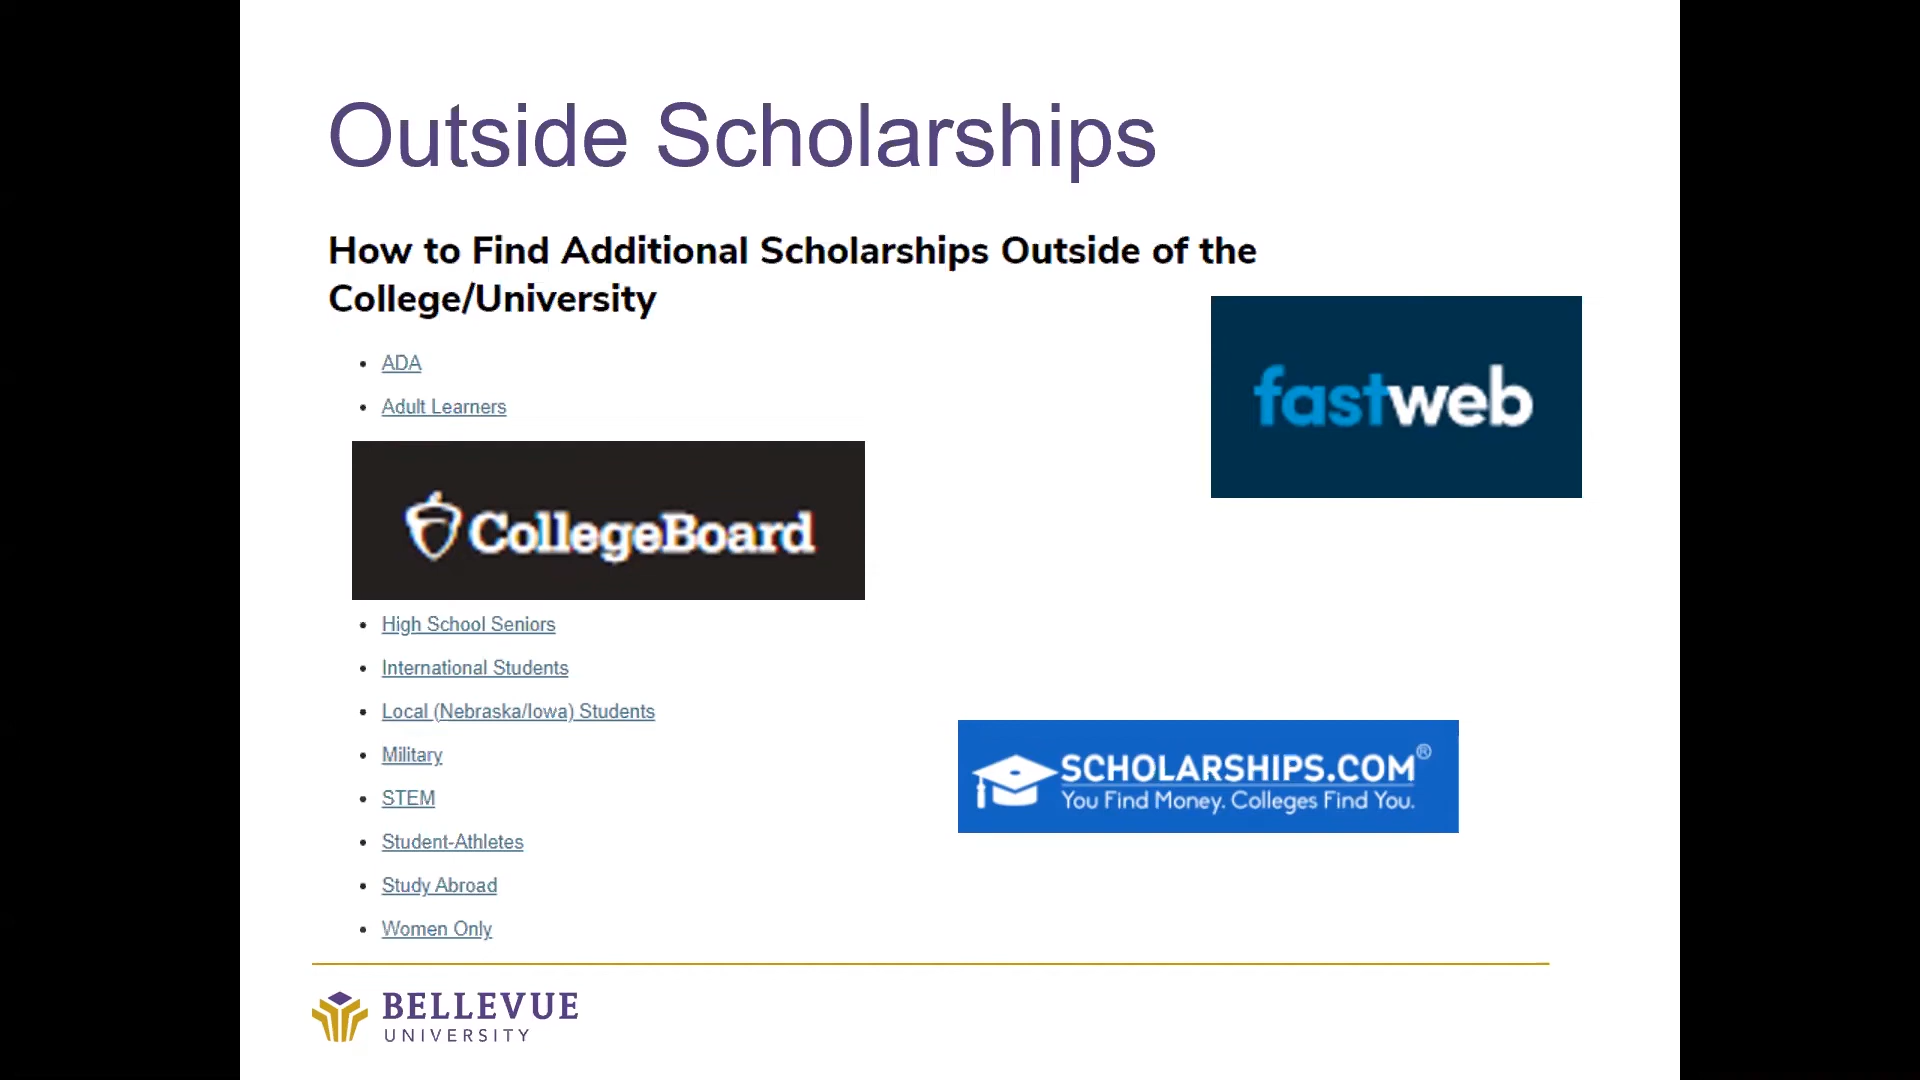 Outside Scholarships
How to Find Additional Scholarships Outside of the
College/University
• ADA
• Adult Learners
fastweb
CollegeBoard
• High School Seniors
• International Students
• Local (Nebraska/Iowa) Students
• Military
• STEM
• Student-Athletes
• Study Abroad
• Women Only
SCHOLARSHIPS.COM®
You Find Money. Colleges Find You.
BELLEVUE
UNIVERSITY